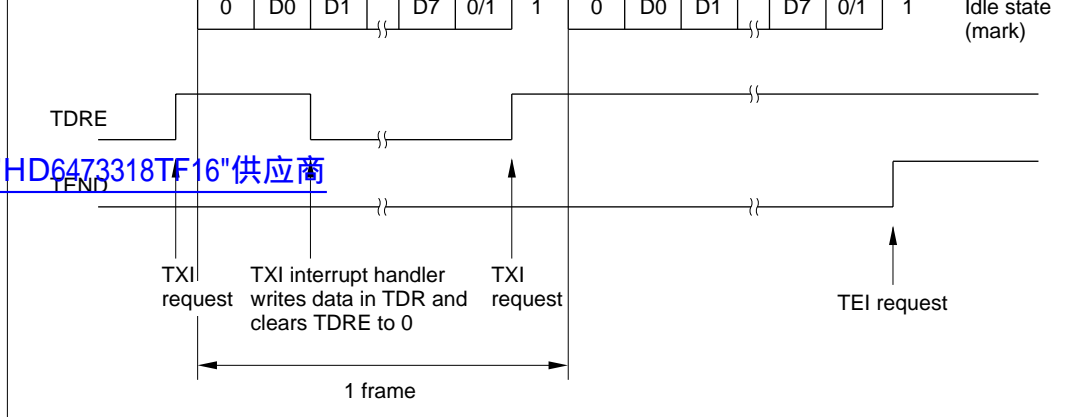 0 D0 D1 D7 0/1 1 0 D0 D1 D7 0/1 1 Idle state
(mark)
TDRE
"HD6473318TF16"供应商
TEND
TXI
request
TXI interrupt handler
writes data in TDR and
clears TDRE to 0
TXI
request
TEI request
1 frame